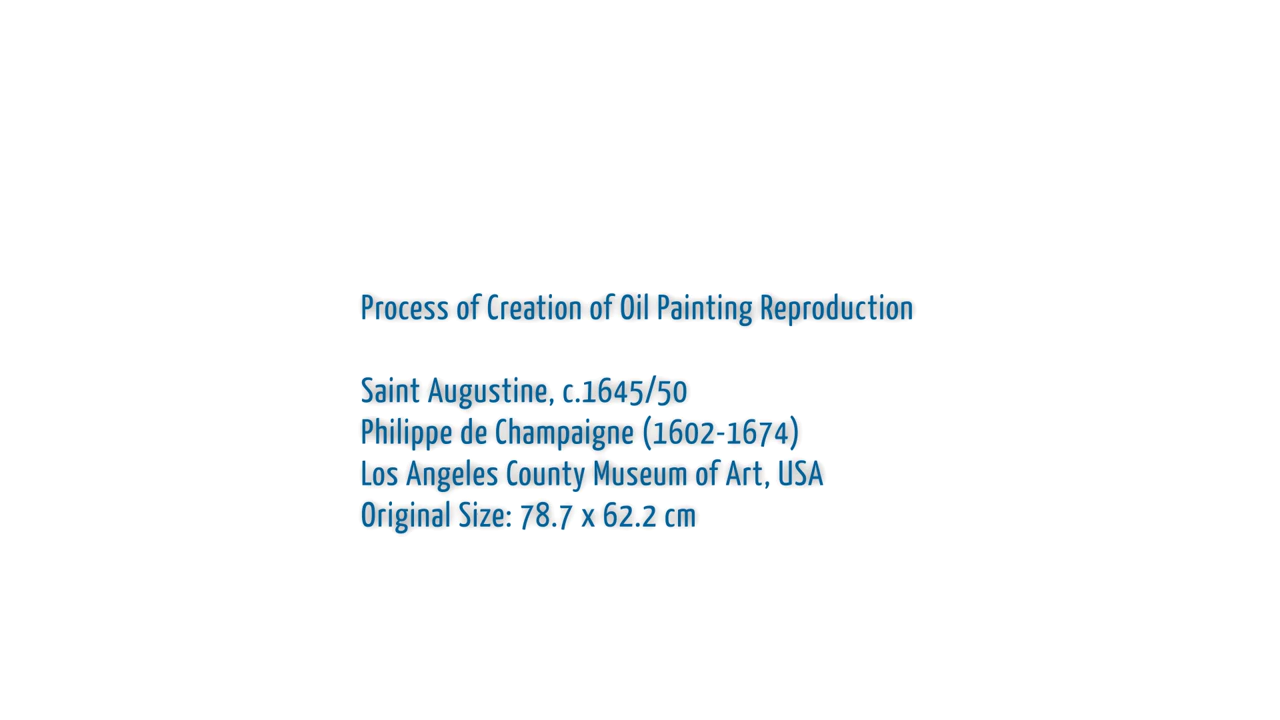 Process of Creation of Oil Painting Reproduction
Saint Augustine, c.1645/50
Philippe de Champaigne (1602-1674)
Los Angeles County Museum of Art, USA
Original Size: 78.7 x 62.2 cm